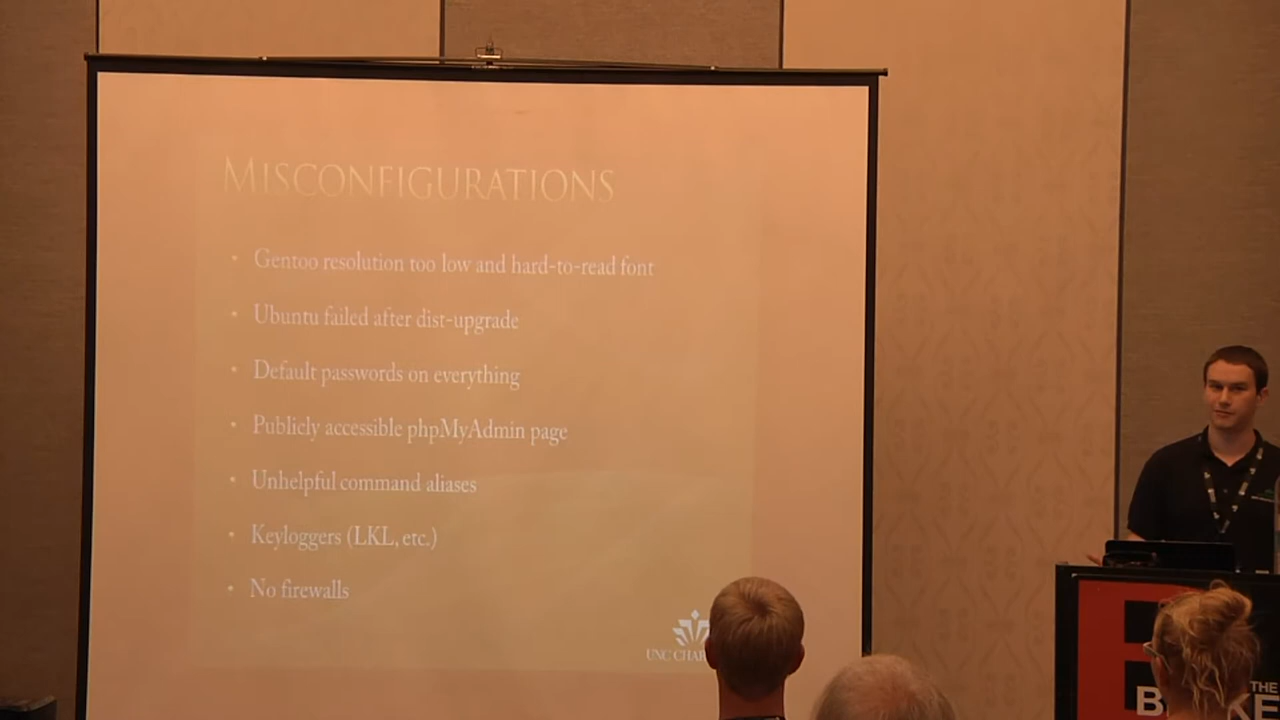 MISCONFIGURATIONS
• Gentoo resolution too low and hard-to-read font
• Ubuntu failed after dist-upgrade
• Default passwords on everything
• Publicly accessible phpMyAdmin page
• Unhelpful command aliases
• Keyloggers (LKL, etc.)
• No firewalls
UNC
THE